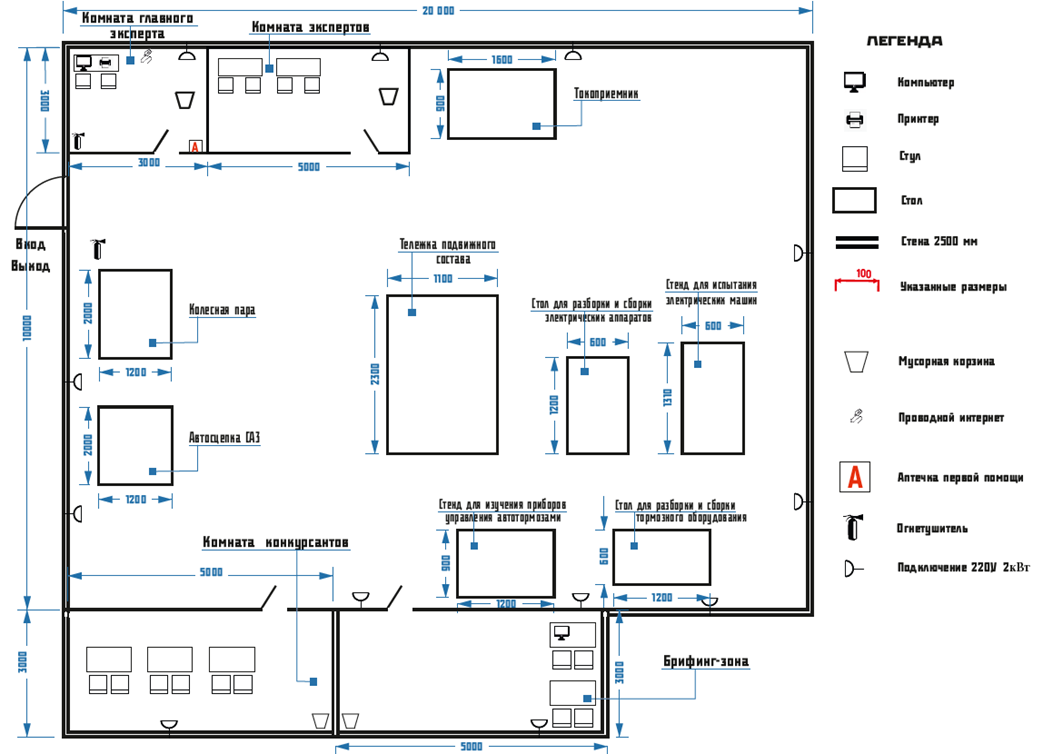 20 000
Комната главного
эксперта
Комната экспертов
3000
3000
5000
1600
900
Токоприемник
Вход
Выход
10000
Колесная пара
2000
1200
Автосцепка СА3
2000
1200
Тележка подвижного
состава
1100
2300
Стол для разборки и сборки
электрических аппаратов
600
1200
Стенд для испытания
электрических машин
600
1310
Стенд для изучения приборов
управления автотормозами
900
1200
Стол для разборки и сборки
тормозного оборудования
600
1200
Комната конкурсантов
5000
3000
3000
Брифинг-зона
5000
A
ЛЕГЕНДА
Компьютер
Принтер
Стул
Стол
Стена 2500 мм
100
Указанные размеры
Мусорная корзина
Проводной интернет
A
Аптечка первой помощи
Огнетушитель
Подключение 220V 2кВт